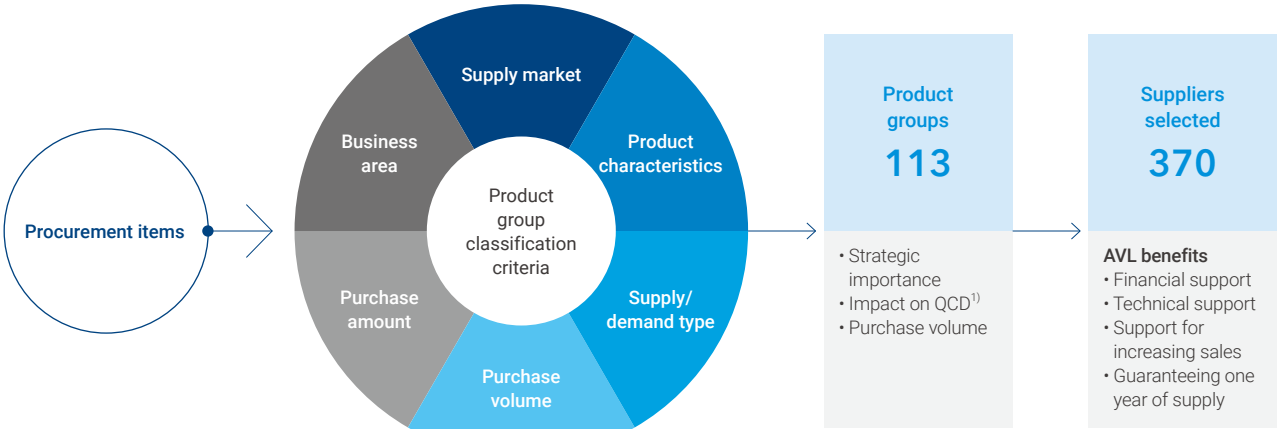 Procurement items
Supply market
Product
characteristics
Supply/
demand type
Purchase
volume
Purchase
amount
Business
area
Product
group
classification
criteria
Product
groups
113
• Strategic
importance
• Impact on QCD1)
• Purchase volume
Suppliers
selected
370
AVL benefits
• Financial support
• Technical support
• Support for
increasing sales
• Guaranteeing one
year of supply